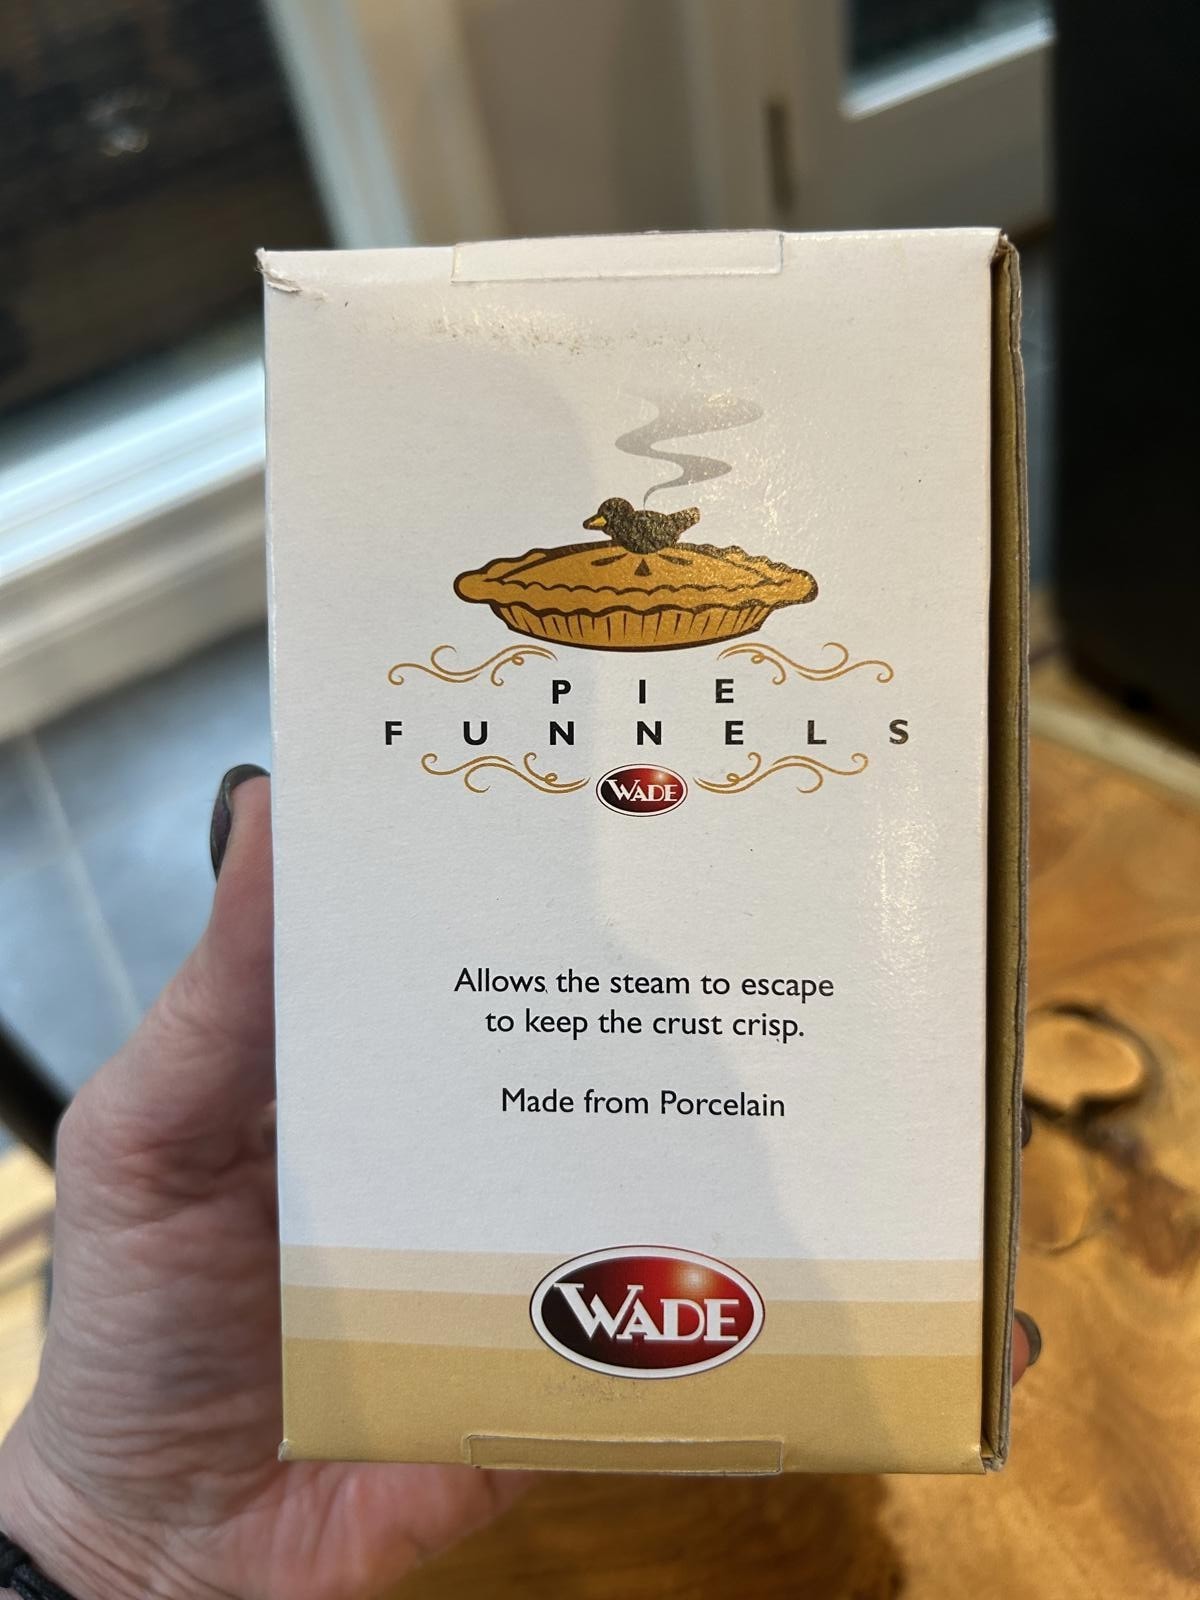 PIE
FUNNELS
WADE
Allows the steam to escape
to keep the crust crisp.
Made from Porcelain
WADE